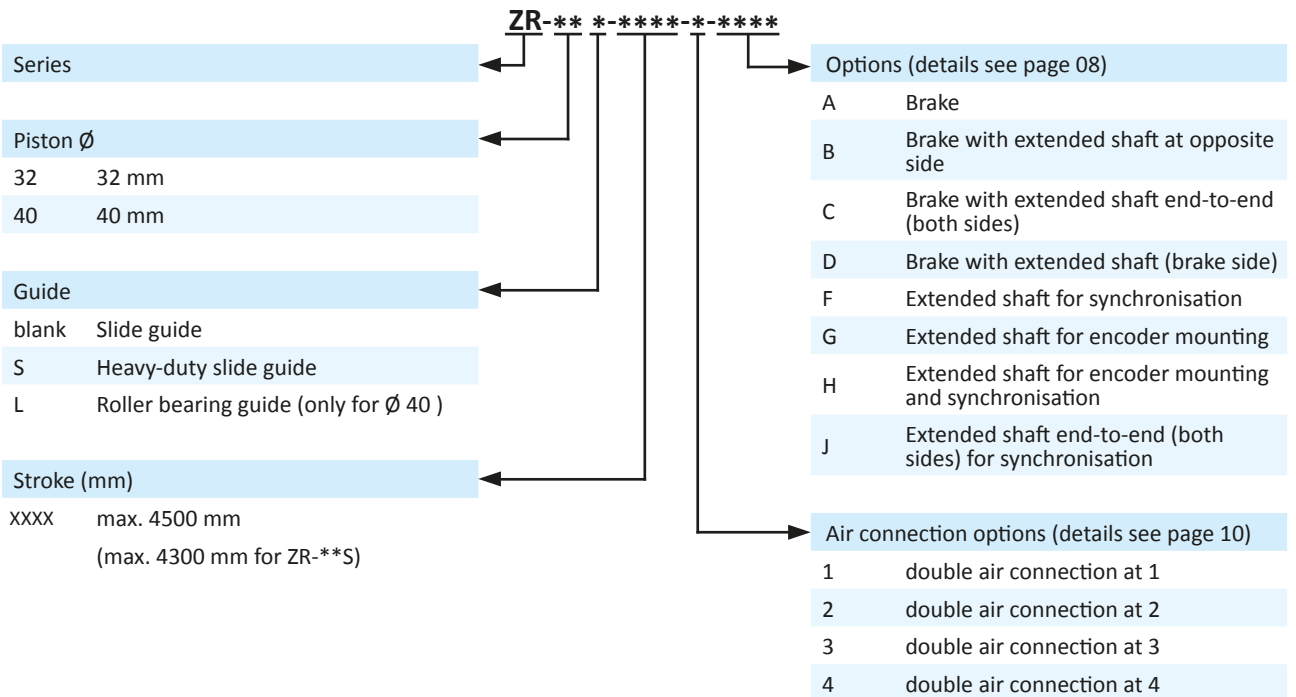 ZR-** *-****-*-****
Series
Piston Ø
32 32 mm
40 40 mm
Guide
blank Slide guide
S Heavy-duty slide guide
L Roller bearing guide (only for Ø 40 )
Stroke (mm)
XXXX max. 4500 mm
(max. 4300 mm for ZR-**S)
Options (details see page 08)
A Brake
B Brake with extended shaft at opposite
side
C Brake with extended shaft end-to-end
(both sides)
D Brake with extended shaft (brake side)
F Extended shaft for synchronisation
G Extended shaft for encoder mounting
H Extended shaft for encoder mounting
and synchronisation
J Extended shaft end-to-end (both
sides) for synchronisation
Air connection options (details see page 10)
1 double air connection at 1
2 double air connection at 2
3 double air connection at 3
4 double air connection at 4